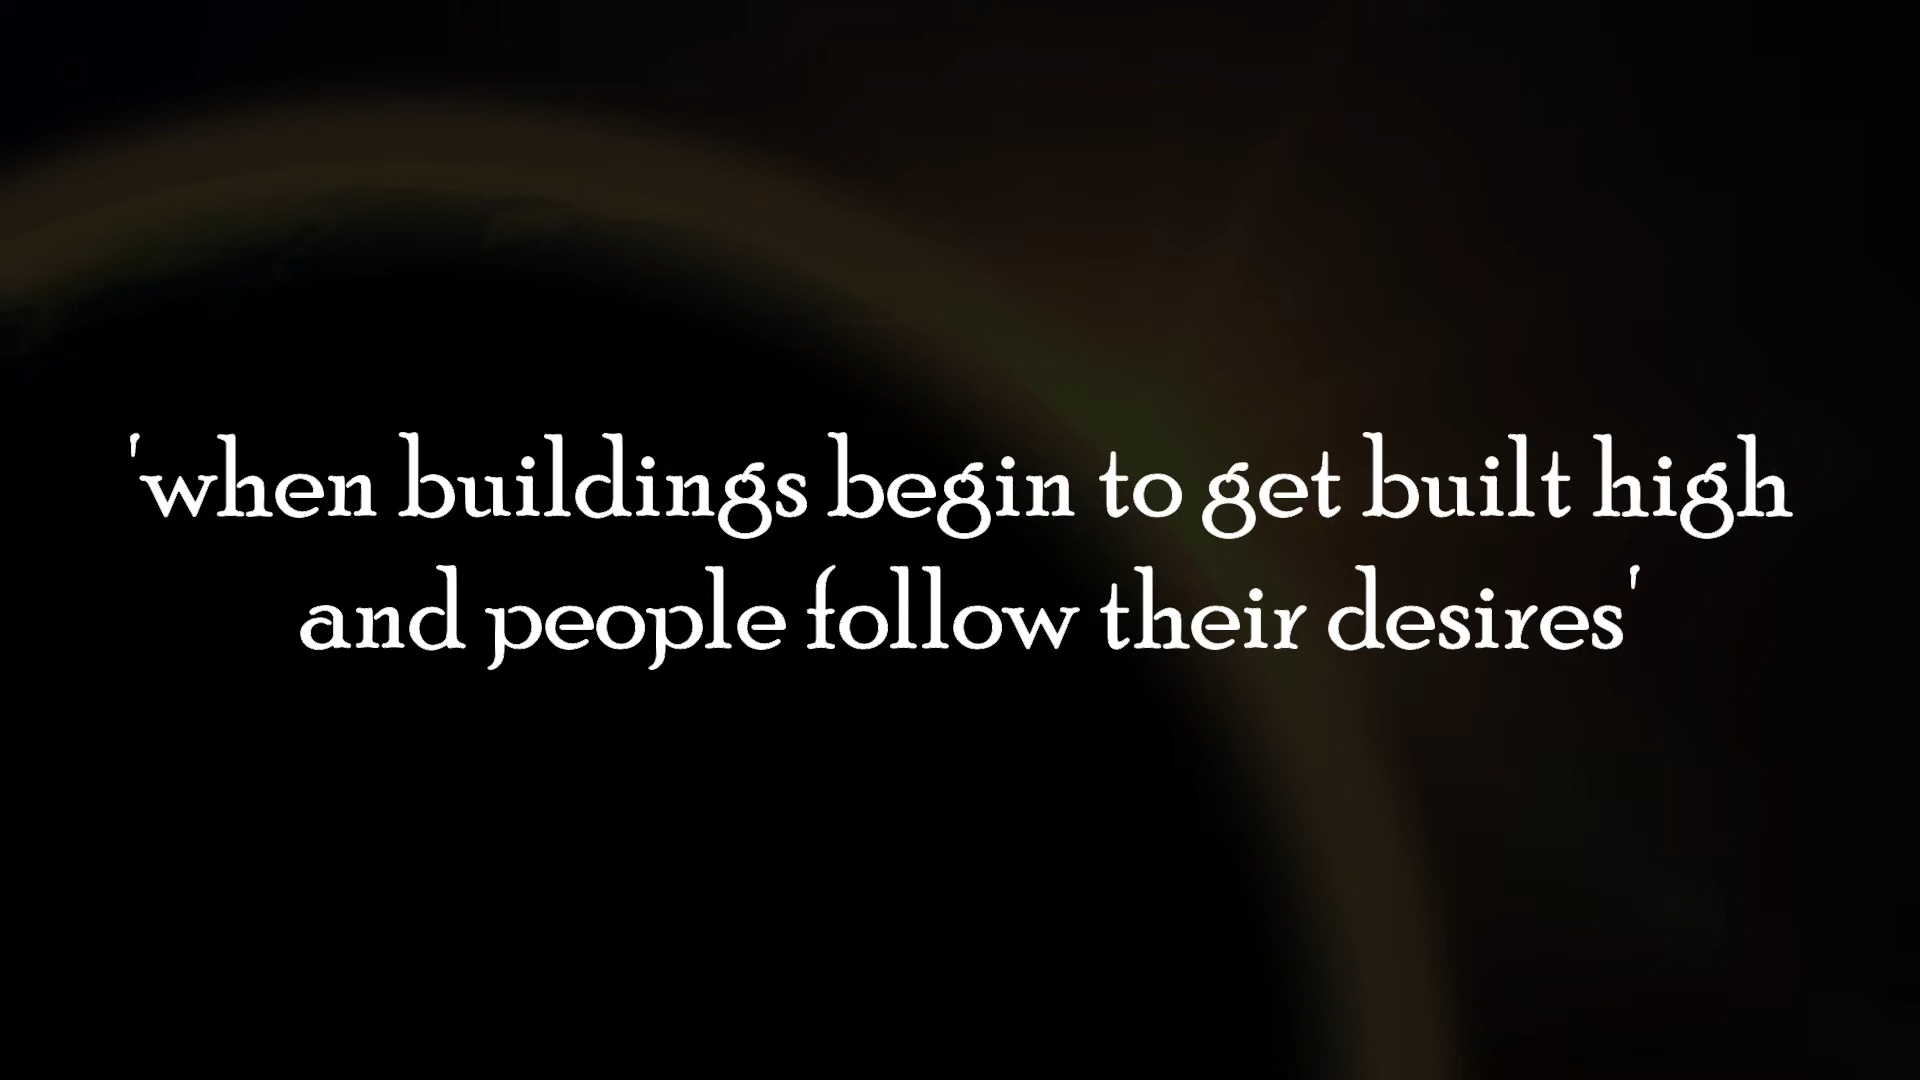 'when buildings begin to get built high
and people follow their desires'